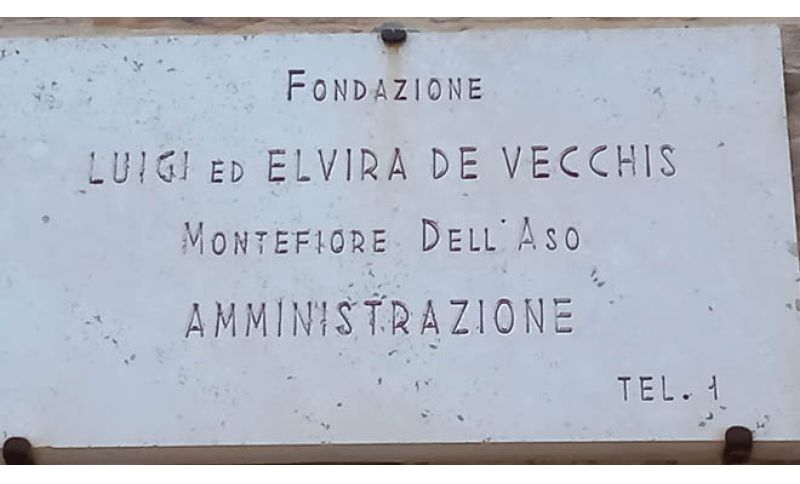 FONDAZIONE
LUIGI ED ELVIRA DE VECCHIS
MONTEFIORE DELL'ASO
AMMINISTRAZIONE
TEL. 1